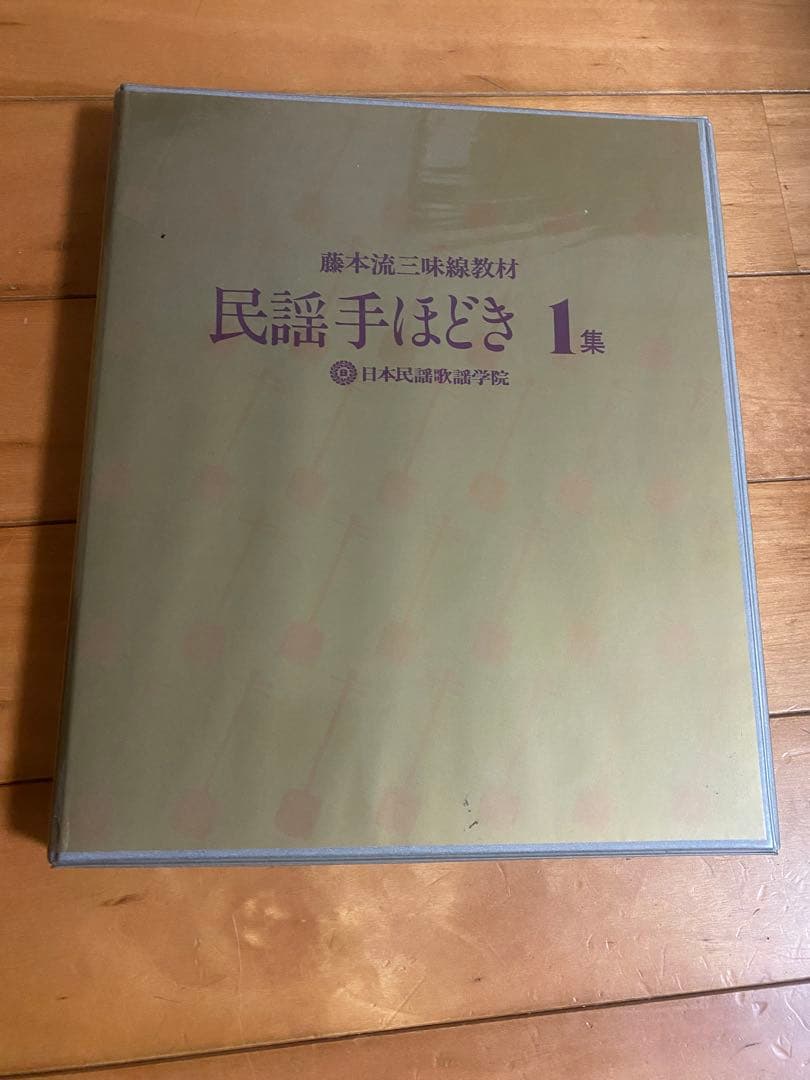 藤本流三味線教材
民謡手ほどき 1集
日本民謡歌謡学院